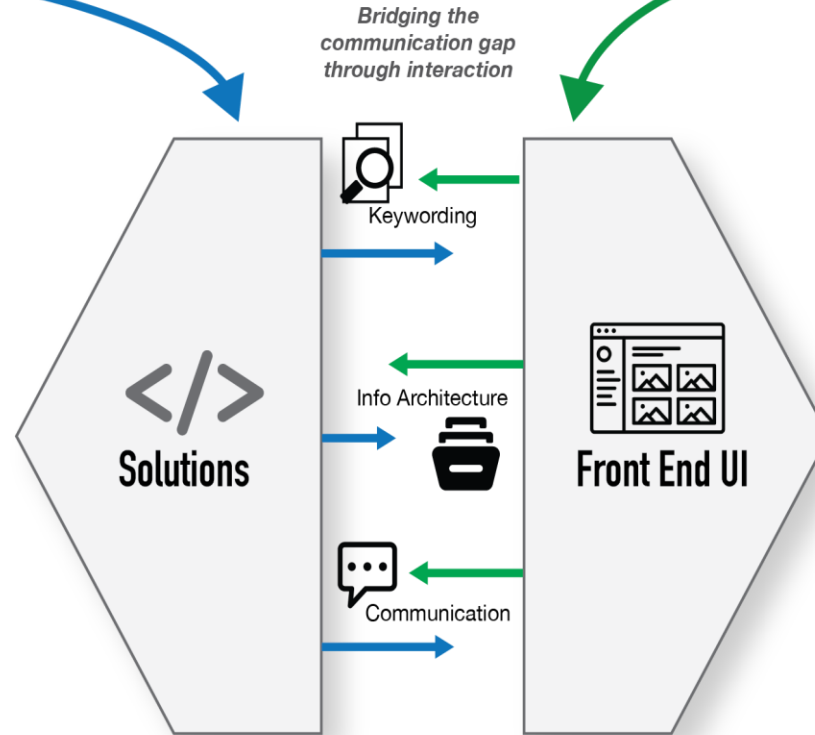 Bridging the
communication gap
through interaction
Keywording
Info Architecture
</>
Solutions
Front End UI
Communication